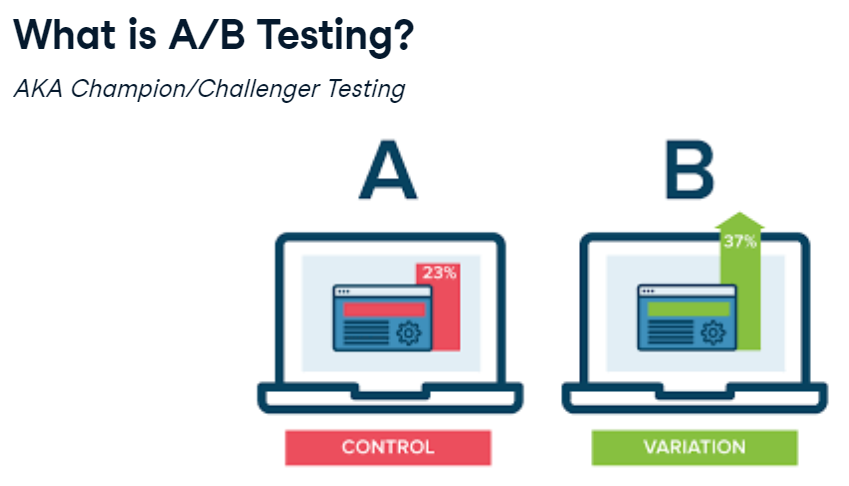 What is A/B Testing?
AKA Champion/Challenger Testing
A
B
23%
37%
CONTROL
VARIATION